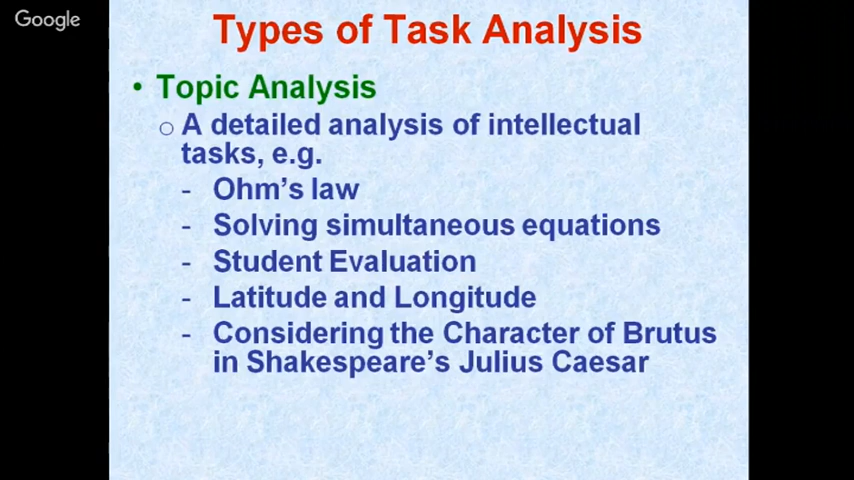 Google
Types of Task Analysis
• Topic Analysis
o A detailed analysis of intellectual
tasks, e.g.
- Ohm's law
- Solving simultaneous equations
- Student Evaluation
- Latitude and Longitude
- Considering the Character of Brutus
in Shakespeare's Julius Caesar